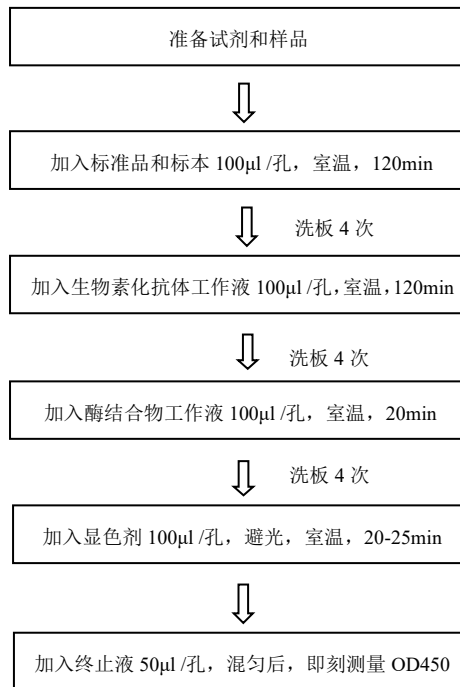 准备试剂和样品
加入标准品和标本 100μl /孔，室温，120min
洗板 4 次
加入生物素化抗体工作液 100μl /孔，室温，120min
洗板 4 次
加入酶结合物工作液 100μl /孔，室温，20min
洗板 4 次
加入显色剂 100μl /孔，避光，室温，20-25min
加入终止液 50μl /孔，混匀后，即刻测量 OD450